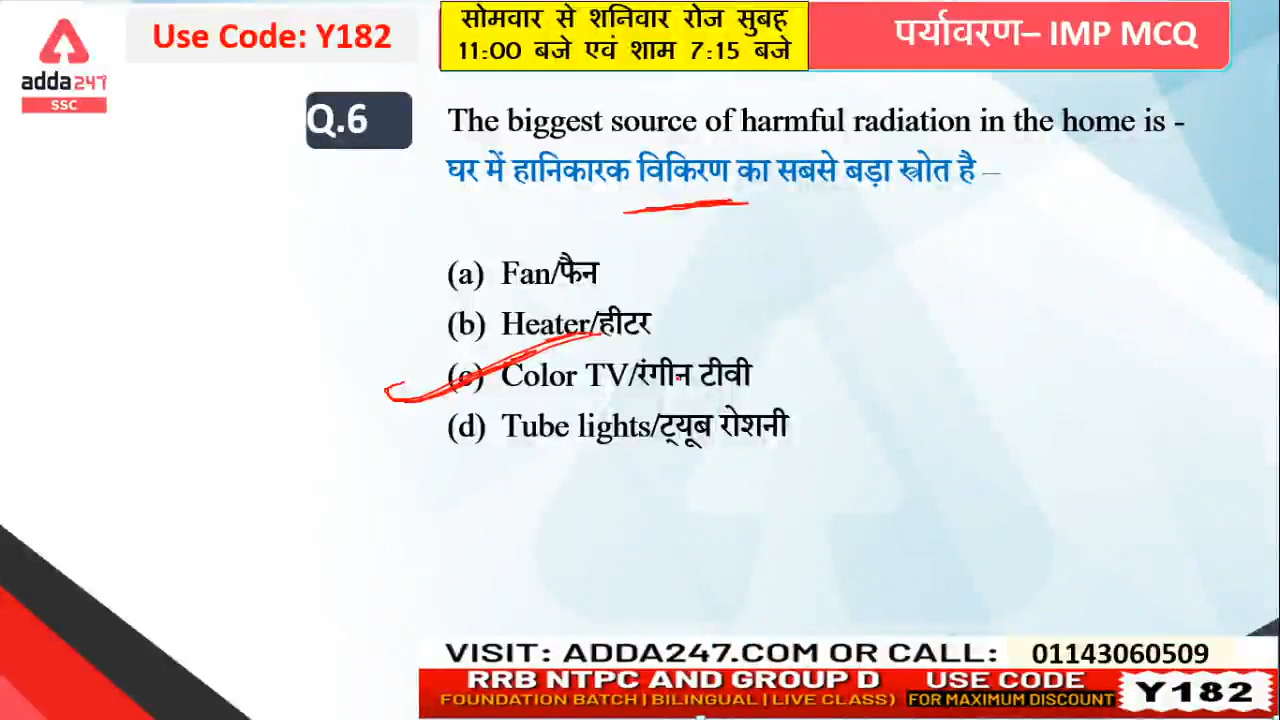 adda247
SSC
Use Code: Y182
सोमवार से शनिवार रोज सुबह
11:00 बजे एवं शाम 7:15 बजे
पर्यावरण– IMP MCQ
Q.6
The biggest source of harmful radiation in the home is -
घर में हानिकारक विकिरण का सबसे बड़ा स्त्रोत है –
(a) Fan/फैन
(b) Heater/हीटर
(c) Color TV/रंगीन टीवी
(d) Tube lights/ट्यूब रोशनी
VISIT: ADDA247.COM OR CALL: 01143060509
RRB NTPC AND GROUP D
FOUNDATION BATCH | BILINGUAL | LIVE CLASS)
USE CODE
FOR MAXIMUM DISCOUNT
Y182